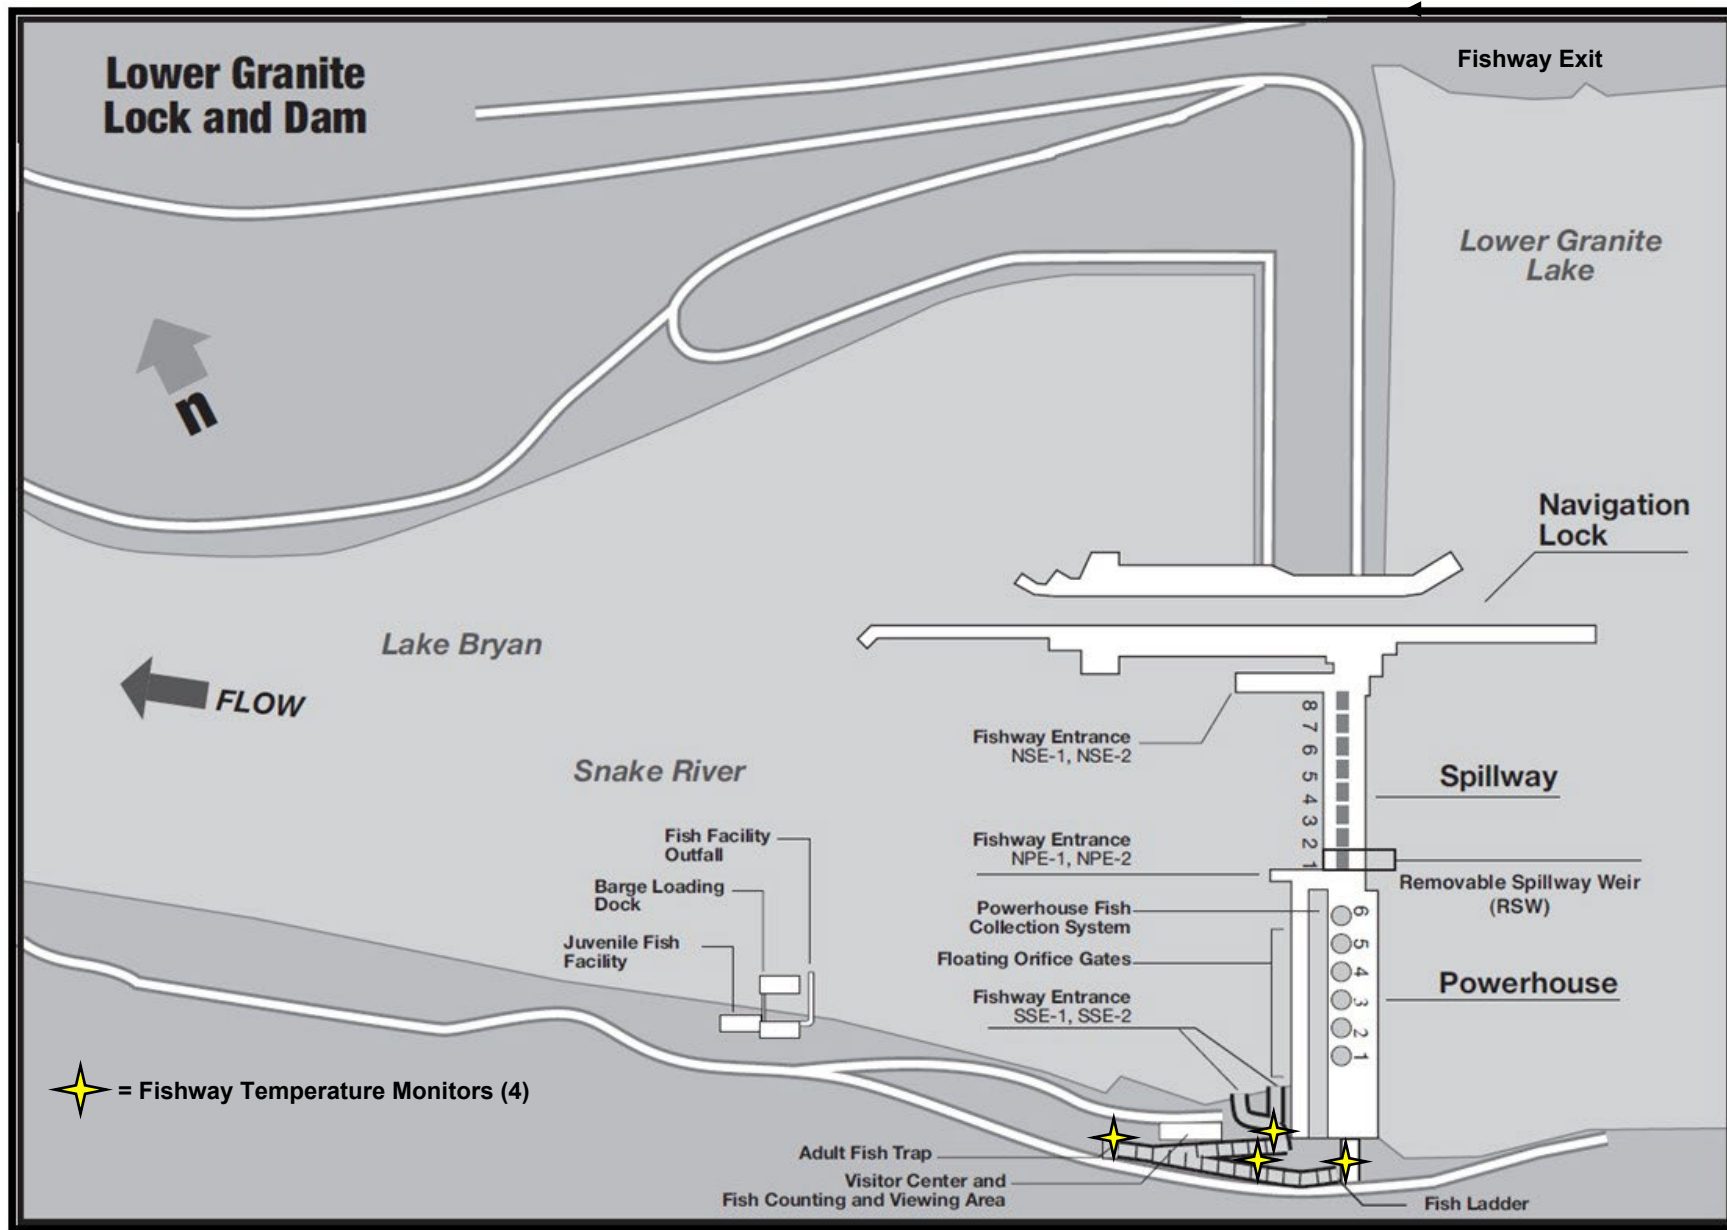 Lower Granite
Lock and Dam
Fishway Exit
Lower Granite
Lake
n
Navigation
Lock
Lake Bryan
FLOW
Snake River
Fishway Entrance
NSE-1, NSE-2
8
7
6
5
4
3
2
1
Spillway
Fish Facility
Outfall
Barge Loading
Dock
Juvenile Fish
Facility
Fishway Entrance
NPE-1, NPE-2
Removable Spillway Weir
(RSW)
Powerhouse Fish
Collection System
Floating Orifice Gates
Fishway Entrance
SSE-1, SSE-2
6
5
4
3
2
1
Powerhouse
= Fishway Temperature Monitors (4)
Adult Fish Trap
Visitor Center and
Fish Counting and Viewing Area
Fish Ladder